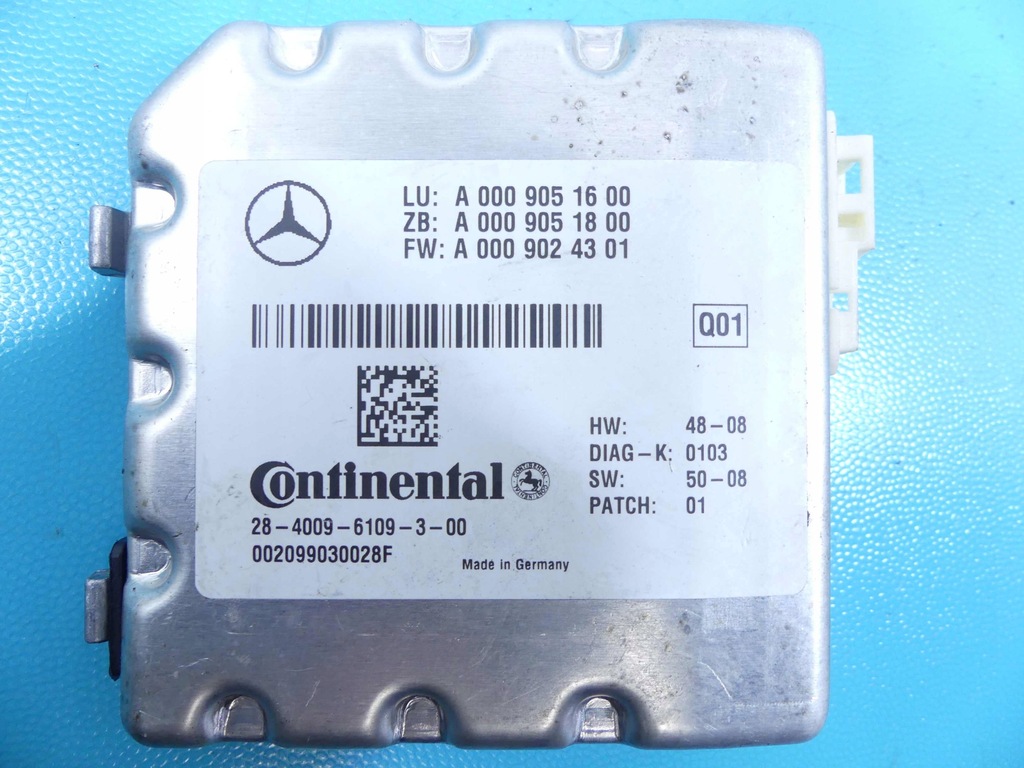 LU: A 000 905 16 00
ZB: A 000 905 18 00
FW: A 000 902 43 01
Q01
HW: 48-08
DIAG-K: 0103
SW: 50-08
PATCH: 01
Continental
CONTINENTAL
28-4009-6109-3-00
002099030028F
Made in Germany